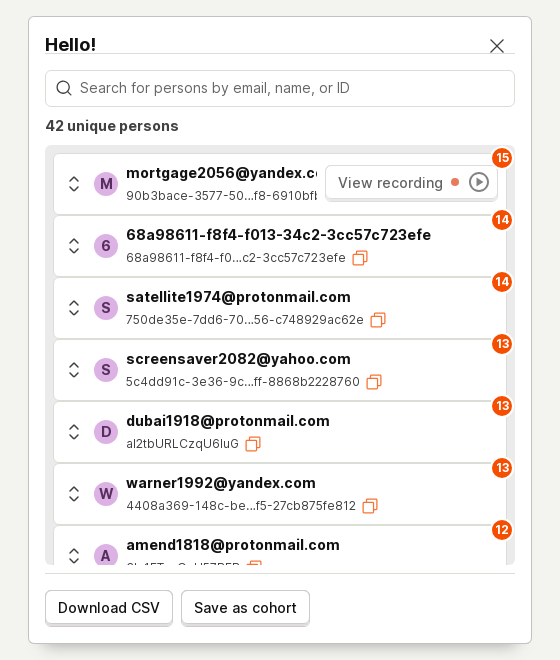 Hello!
Search for persons by email, name, or ID
42 unique persons
15
M
mortgage2056@yandex.c
View recording
90b3bace-3577-50...f8-6910bf
14
6
68a98611-f8f4-f013-34c2-3cc57c723efe
68a98611-f8f4-f0...c2-3cc57c723efe
14
S
satellite1974@protonmail.com
750de35e-7dd6-70...56-c748929ac62e
13
S
screensaver2082@yahoo.com
5c4dd91c-3e36-9c...ff-8868b2228760
13
D
dubai1918@protonmail.com
al2tbURLCzqU6luG
13
W
warner1992@yandex.com
4408a369-148c-be...f5-27cb875fe812
12
A
amend1818@protonmail.com
Download CSV
Save as cohort